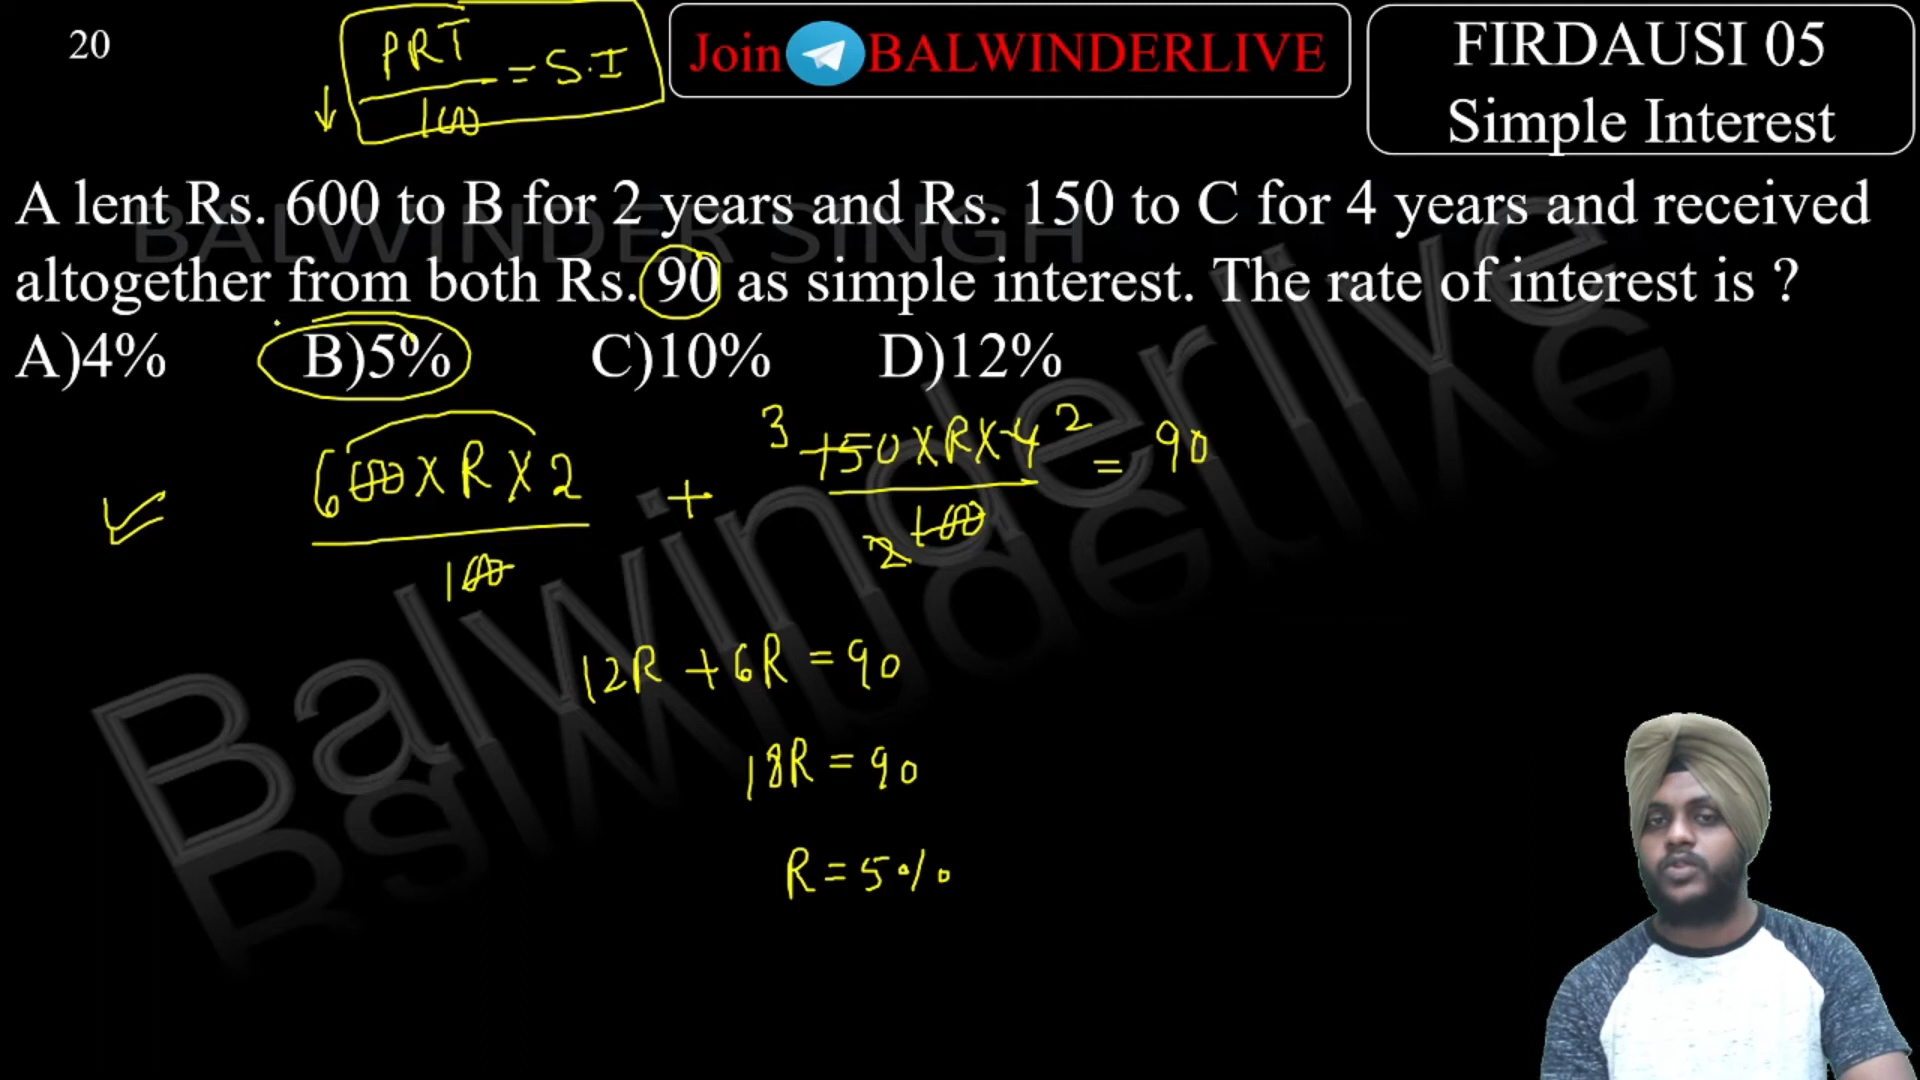 20
PRT/100 = S.I
Join BALWINDERLIVE
FIRDAUSI 05
Simple Interest
A lent Rs. 600 to B for 2 years and Rs. 150 to C for 4 years and received
altogether from both Rs. 90 as simple interest. The rate of interest is ?
A)4% B)5% C)10% D)12%
600×R×2/100 + 3 150×R×4 2/2 100 = 90
12R + 6R = 90
18R = 90
R = 5%
BALWINDER SINGH
Balwinderlive